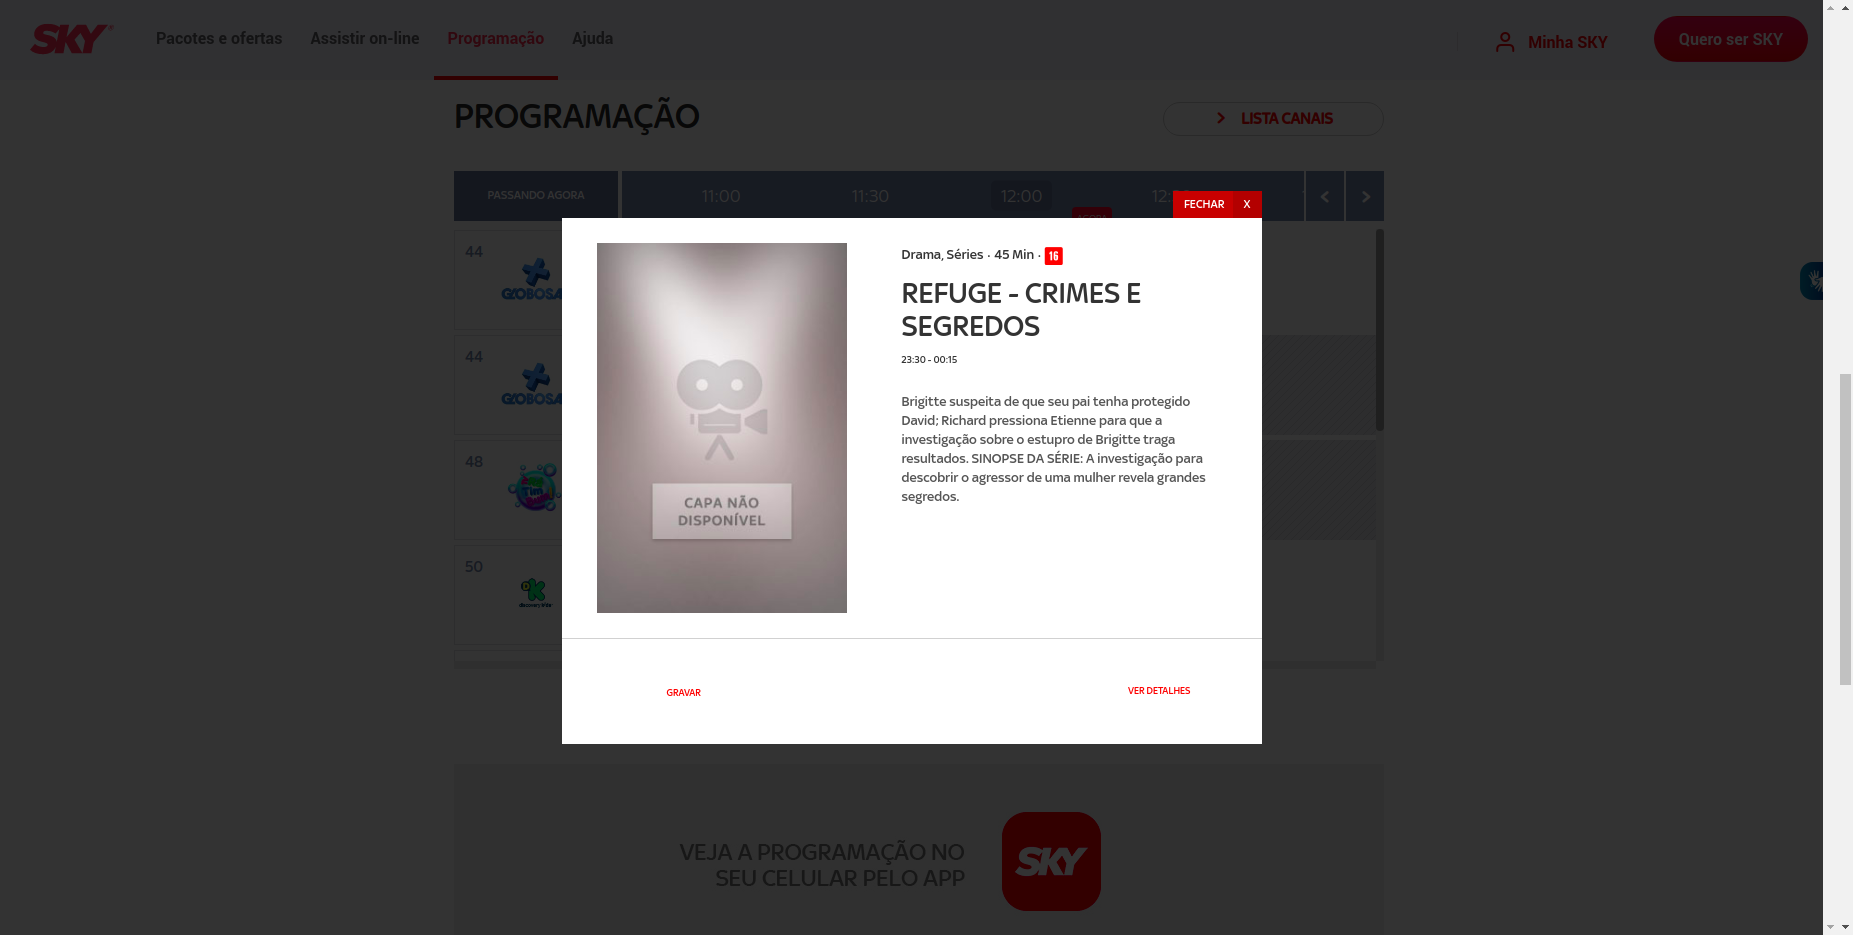 SKY
Pacotes e ofertas
Assistir on-line
Programação
Ajuda
Minha SKY
Quero ser SKY
PROGRAMAÇÃO
LISTA CANAIS
PASSANDO AGORA
11:00
11:30
12:00
FECHAR X
44
GLOBOSA
44
GLOBOSA
48
50
Drama, Séries · 45 Min · 16
REFUGE - CRIMES E
SEGREDOS
23:30 - 00:15
Brigitte suspeita de que seu pai tenha protegido
David; Richard pressiona Etienne para que a
investigação sobre o estupro de Brigitte traga
resultados. SINOPSE DA SÉRIE: A investigação para
descobrir o agressor de uma mulher revela grandes
segredos.
CAPA NÃO
DISPONÍVEL
GRAVAR
VER DETALHES
VEJA A PROGRAMAÇÃO NO
SEU CELULAR PELO APP
SKY